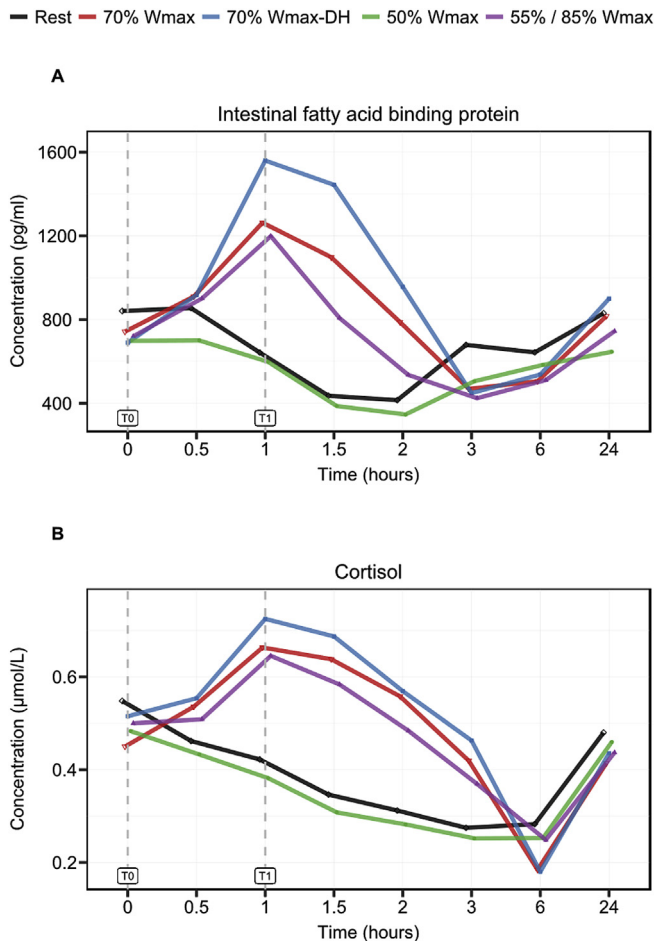 Rest 70% Wmax 70% Wmax-DH 50% Wmax 55% / 85% Wmax
A
Intestinal fatty acid binding protein
Concentration (pg/ml)
1600
1200
800
400
T0 T1
0 0.5 1 1.5 2 3 6 24
Time (hours)
B
Cortisol
Concentration (µmol/L)
0.6
0.4
0.2
T0 T1
0 0.5 1 1.5 2 3 6 24
Time (hours)